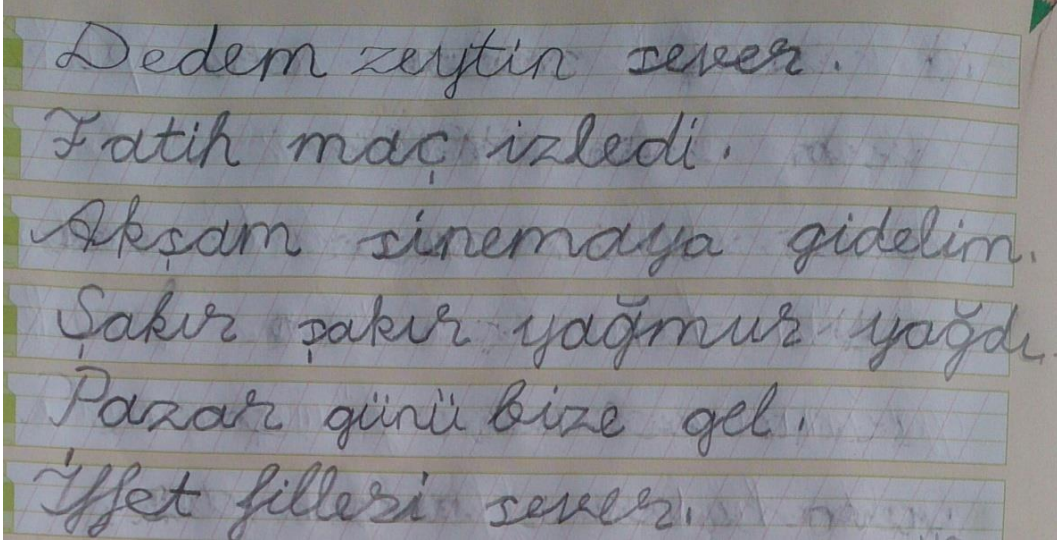 Dedem zeytin sever.
Fatih maç izledi.
Akşam sinemaya gidelim.
Şakır şakır yağmur yağdı.
Pazar günü bize gel.
İffet filleri sever.